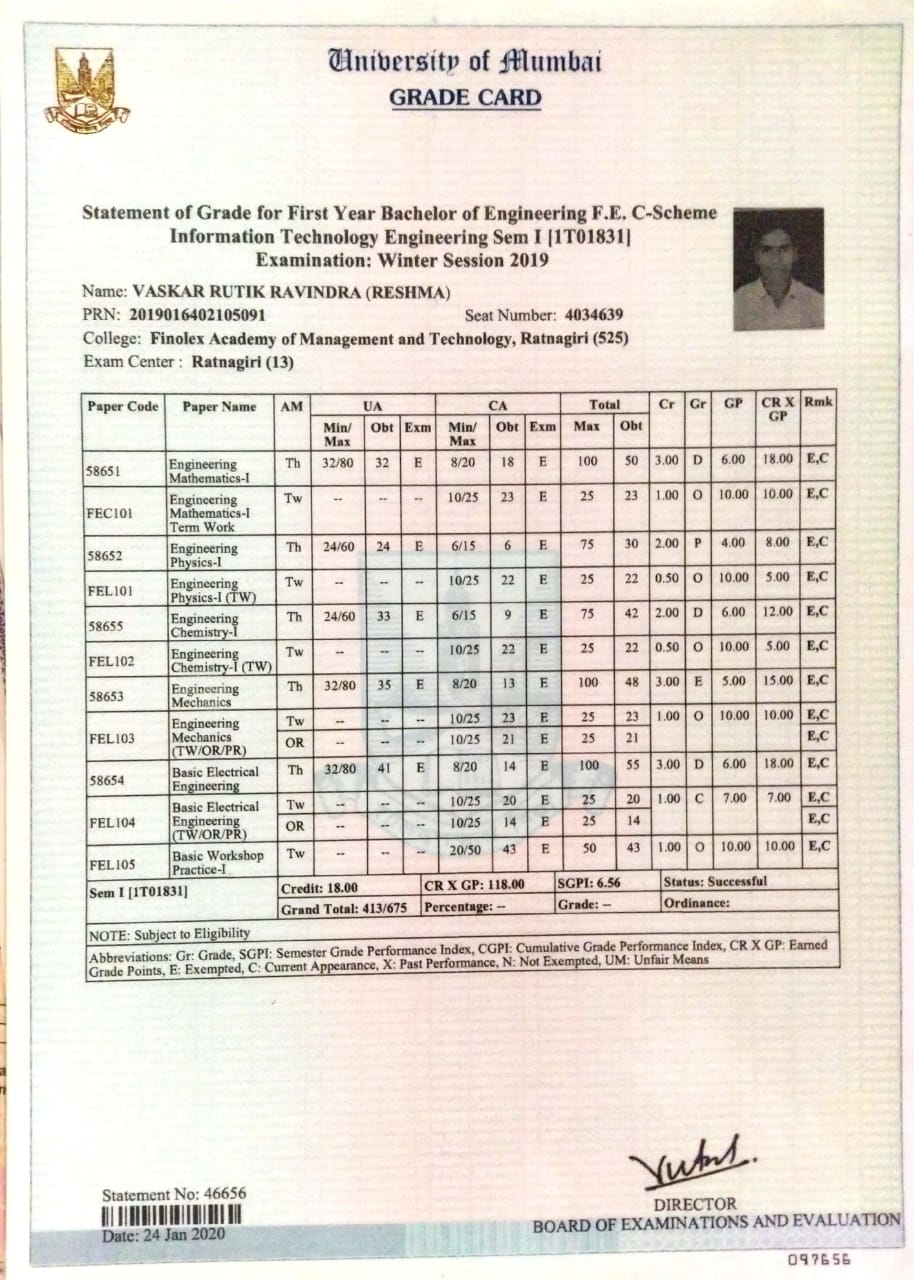 University of Mumbai
GRADE CARD
Statement of Grade for First Year Bachelor of Engineering F.E. C-Scheme
Information Technology Engineering Sem I [1T01831]
Examination: Winter Session 2019
Name: VASKAR RUTIK RAVINDRA (RESHMA)
PRN: 2019016402105091 Seat Number: 4034639
College: Finolex Academy of Management and Technology, Ratnagiri (525)
Exam Center : Ratnagiri (13)
Paper Code Paper Name AM UA CA Total Cr Gr GP CR X GP Rmk
Min/Max Obt Exm Min/Max Obt Exm Max Obt
58651 Engineering Mathematics-I Th 32/80 32 E 8/20 18 E 100 50 3.00 D 6.00 18.00 E,C
FEC101 Engineering Mathematics-I Term Work Tw -- -- -- 10/25 23 E 25 23 1.00 O 10.00 10.00 E,C
58652 Engineering Physics-I Th 24/60 24 E 6/15 6 E 75 30 2.00 P 4.00 8.00 E,C
FEL101 Engineering Physics-I (TW) Tw -- -- -- 10/25 22 E 25 22 0.50 O 10.00 5.00 E,C
58655 Engineering Chemistry-I Th 24/60 33 E 6/15 9 E 75 42 2.00 D 6.00 12.00 E,C
FEL102 Engineering Chemistry-I (TW) Tw -- -- -- 10/25 22 E 25 22 0.50 O 10.00 5.00 E,C
58653 Engineering Mechanics Th 32/80 35 E 8/20 13 E 100 48 3.00 E 5.00 15.00 E,C
FEL103 Engineering Mechanics (TW/OR/PR) Tw -- -- -- 10/25 23 E 25 23 1.00 O 10.00 10.00 E,C
OR -- -- -- 10/25 21 E 25 21 E,C
58654 Basic Electrical Engineering Th 32/80 41 E 8/20 14 E 100 55 3.00 D 6.00 18.00 E,C
FEL104 Basic Electrical Engineering (TW/OR/PR) Tw -- -- -- 10/25 20 E 25 20 1.00 C 7.00 7.00 E,C
OR -- -- -- 10/25 14 E 25 14 E,C
FEL105 Basic Workshop Practice-I Tw -- -- -- 20/50 43 E 50 43 1.00 O 10.00 10.00 E,C
Sem I [1T01831] Credit: 18.00 CR X GP: 118.00 SGPI: 6.56 Status: Successful
Grand Total: 413/675 Percentage: -- Grade: -- Ordinance:
NOTE: Subject to Eligibility
Abbreviations: Gr: Grade, SGPI: Semester Grade Performance Index, CGPI: Cumulative Grade Performance Index, CR X GP: Earned
Grade Points, E: Exempted, C: Current Appearance, X: Past Performance, N: Not Exempted, UM: Unfair Means
Statement No: 46656
Date: 24 Jan 2020
DIRECTOR
BOARD OF EXAMINATIONS AND EVALUATION
097656